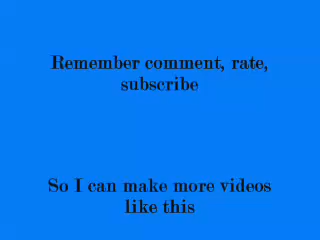 Remember comment, rate,
subscribe
So I can make more videos
like this